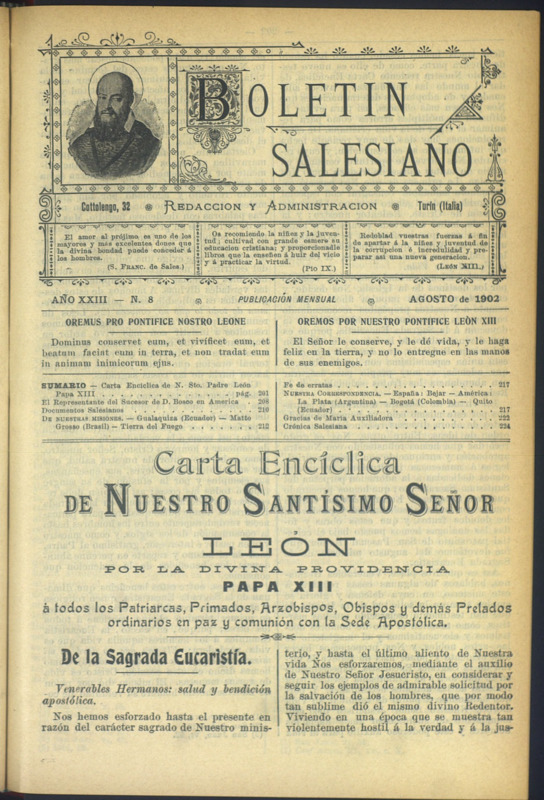 BOLETIN
SALESIANO
Cottolengo, 32 REDACCION Y ADMINISTRACION Turín (Italia)
El amor al prójimo es uno de los
mayores y más excelentes dones que
la divina bondad puede conceder á
los hombres.
(S. FRANC. de Sales.)
Os recomiendo la niñez y la juven-
tud; cultivad con grande esmero su
educacion cristiana; y proporcionadle
libros que la enseñen á huir del vicio
y á practicar la virtud.
(PIO IX.)
Redoblad vuestras fuerzas á fin
de apartar á la niñez y juventud de
la corrupcion é incredulidad y pre-
parar así una nueva generacion.
(LEÓN XIII.)
AÑO XXIII — N. 8 PUBLICACIÓN MENSUAL AGOSTO de 1902
OREMUS PRO PONTIFICE NOSTRO LEONE
Dominus conservet eum, et vivificet eum, et
beatum faciat eum in terra, et non tradat eum
in animam inimicorum ejus.
OREMOS POR NUESTRO PONTIFICE LEÒN XIII
El Señor le conserve, y le dé vida, y le haga
feliz en la tierra, y no lo entregue en las manos
de sus enemigos.
SUMARIO — Carta Encíclica de N. Sto. Padre León
Papa XIII . . . pág. 201
El Representante del Sucesor de D. Bosco en America . 208
Documentos Salesianos . . . 210
DE NUESTRAS MISIONES. — Gualaquiza (Ecuador) — Matto
Grosso (Brasil) — Tierra del Fuego . . . 212
Fe de erratas . . . 217
NUESTRA CORRESPONDENCIA. — España: Bejar — América:
La Plata (Argentina) — Bogotá (Colombia) — Quito
(Ecuador) . . . 217
Gracias de María Auxiliadora . . . 222
Crónica Salesiana . . . 224
Carta Encíclica
DE NUESTRO SANTÍSIMO SEÑOR
LEÓN
POR LA DIVINA PROVIDENCIA
PAPA XIII
á todos los Patriarcas, Primados, Arzobispos, Obispos y demás Prelados
ordinarios en paz y comunión con la Sede Apostólica.
De la Sagrada Eucaristía.
Venerables Hermanos: salud y bendición
apostólica.
Nos hemos esforzado hasta el presente en
razón del carácter sagrado de Nuestro minis-
terio, y hasta el último aliento de Nuestra
vida Nos esforzaremos, mediante el auxilio
de Nuestro Señor Jesucristo, en considerar y
seguir los ejemplos de admirable solicitud por
la salvación de los hombres, que por modo
tan sublime dió el mismo divino Redentor.
Viviendo en una época que se muestra tan
violentemente hostil á la verdad y á la jus-